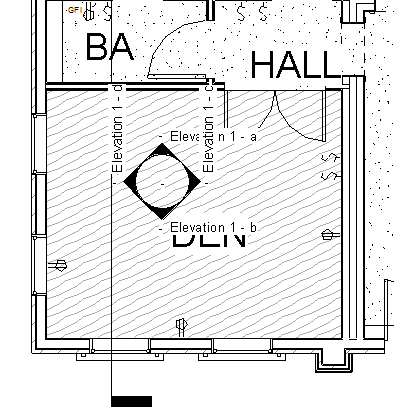 GFI
BA
HALL
Elevation 1 - d
Elevation 1 - c
Elevation 1 - a
Elevation 1 - b
DEN